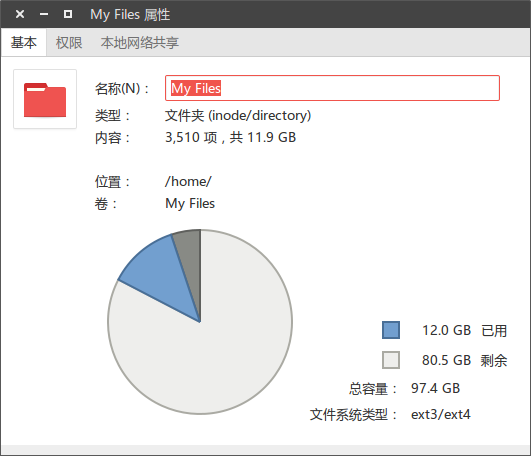 My Files 属性
基本 权限 本地网络共享
名称(N)： My Files
类型： 文件夹 (inode/directory)
内容： 3,510 项 , 共 11.9 GB
位置： /home/
卷： My Files
12.0 GB 已用
80.5 GB 剩余
总容量： 97.4 GB
文件系统类型： ext3/ext4